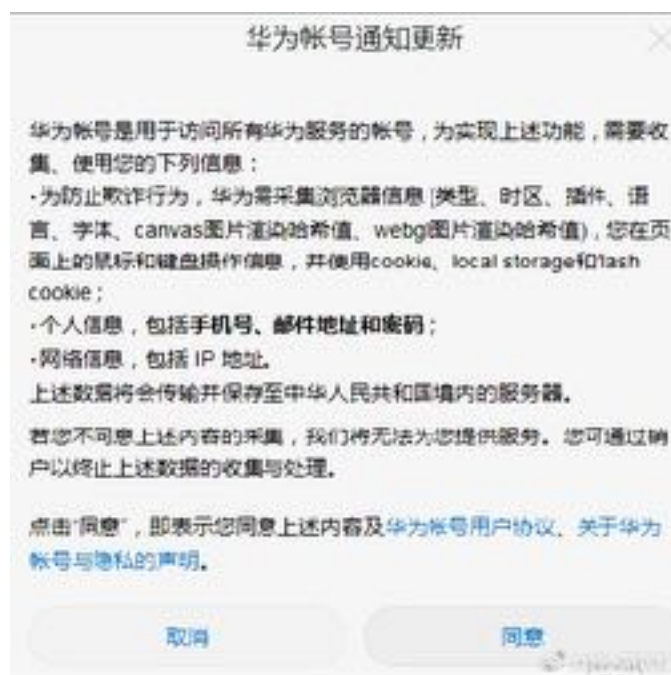 华为帐号通知更新
华为帐号是用于访问所有华为服务的帐号，为实现上述功能，需要收
集、使用您的下列信息：
·为防止欺诈行为，华为需采集浏览器信息(类型、时区、插件、语
言、字体、canvas图片渲染哈希值、webgl图片渲染哈希值)，您在页
面上的鼠标和键盘操作信息，并使用cookie、local storage和flash
cookie；
·个人信息，包括手机号、邮件地址和密码；
·网络信息，包括 IP 地址。
上述数据将会传输并保存至中华人民共和国境内的服务器。
若您不同意上述内容的采集，我们将无法为您提供服务。您可通过销
户以终止上述数据的收集与处理。
点击“同意”，即表示您同意上述内容及华为帐号用户协议、关于华为
帐号与隐私的声明。
取消
同意